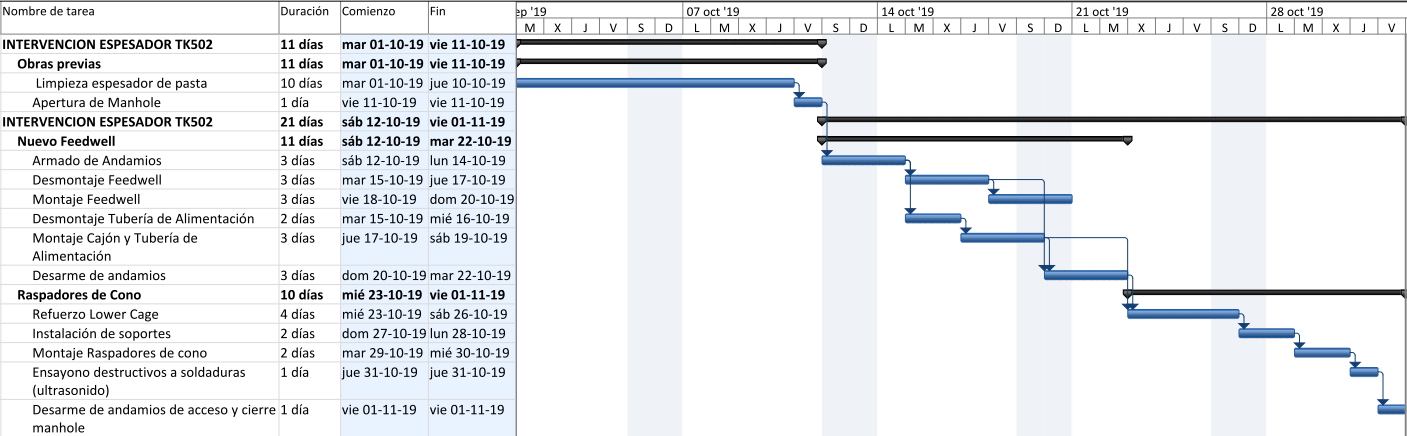 Nombre de tarea Duración Comienzo Fin
ep '19 07 oct '19 14 oct '19 21 oct '19 28 oct '19
M X J V S D L M X J V S D L M X J V S D L M X J V S D L M X J V
INTERVENCION ESPESADOR TK502 11 días mar 01-10-19 vie 11-10-19
Obras previas 11 días mar 01-10-19 vie 11-10-19
Limpieza espesador de pasta 10 días mar 01-10-19 jue 10-10-19
Apertura de Manhole 1 día vie 11-10-19 vie 11-10-19
INTERVENCION ESPESADOR TK502 21 días sáb 12-10-19 vie 01-11-19
Nuevo Feedwell 11 días sáb 12-10-19 mar 22-10-19
Armado de Andamios 3 días sáb 12-10-19 lun 14-10-19
Desmontaje Feedwell 3 días mar 15-10-19 jue 17-10-19
Montaje Feedwell 3 días vie 18-10-19 dom 20-10-19
Desmontaje Tubería de Alimentación 2 días mar 15-10-19 mié 16-10-19
Montaje Cajón y Tubería de 3 días jue 17-10-19 sáb 19-10-19
Alimentación
Desarme de andamios 3 días dom 20-10-19 mar 22-10-19
Raspadores de Cono 10 días mié 23-10-19 vie 01-11-19
Refuerzo Lower Cage 4 días mié 23-10-19 sáb 26-10-19
Instalación de soportes 2 días dom 27-10-19 lun 28-10-19
Montaje Raspadores de cono 2 días mar 29-10-19 mié 30-10-19
Ensayono destructivos a soldaduras 1 día jue 31-10-19 jue 31-10-19
(ultrasonido)
Desarme de andamios de acceso y cierre 1 día vie 01-11-19 vie 01-11-19
manhole